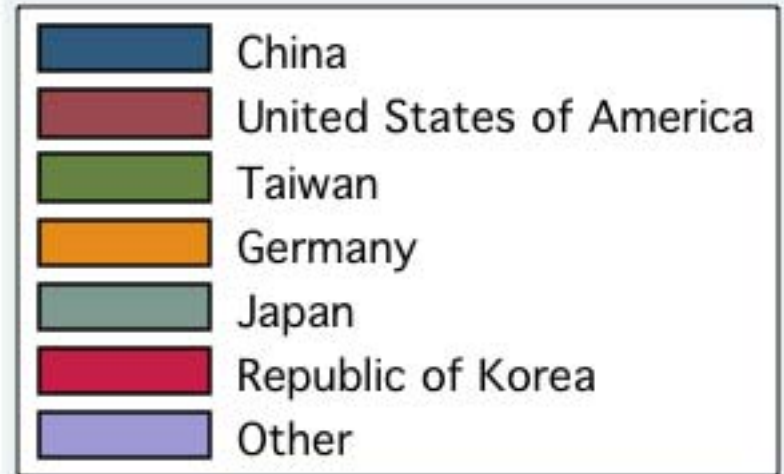 China
United States of America
Taiwan
Germany
Japan
Republic of Korea
Other